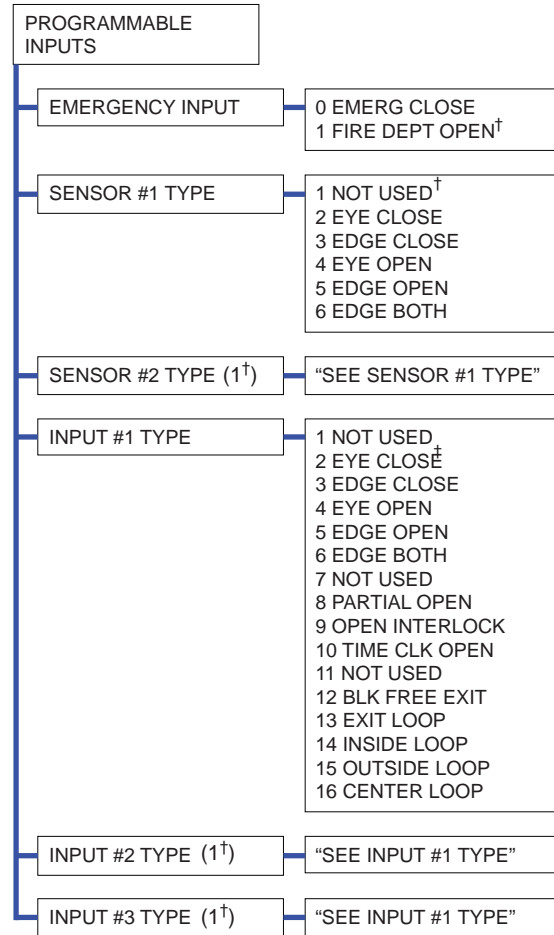 PROGRAMMABLE
INPUTS
EMERGENCY INPUT
0 EMERG CLOSE
1 FIRE DEPT OPEN†
SENSOR #1 TYPE
1 NOT USED†
2 EYE CLOSE
3 EDGE CLOSE
4 EYE OPEN
5 EDGE OPEN
6 EDGE BOTH
SENSOR #2 TYPE (1†)
“SEE SENSOR #1 TYPE”
INPUT #1 TYPE
1 NOT USED
2 EYE CLOSE‡
3 EDGE CLOSE
4 EYE OPEN
5 EDGE OPEN
6 EDGE BOTH
7 NOT USED
8 PARTIAL OPEN
9 OPEN INTERLOCK
10 TIME CLK OPEN
11 NOT USED
12 BLK FREE EXIT
13 EXIT LOOP
14 INSIDE LOOP
15 OUTSIDE LOOP
16 CENTER LOOP
INPUT #2 TYPE (1†)
“SEE INPUT #1 TYPE”
INPUT #3 TYPE (1†)
“SEE INPUT #1 TYPE”